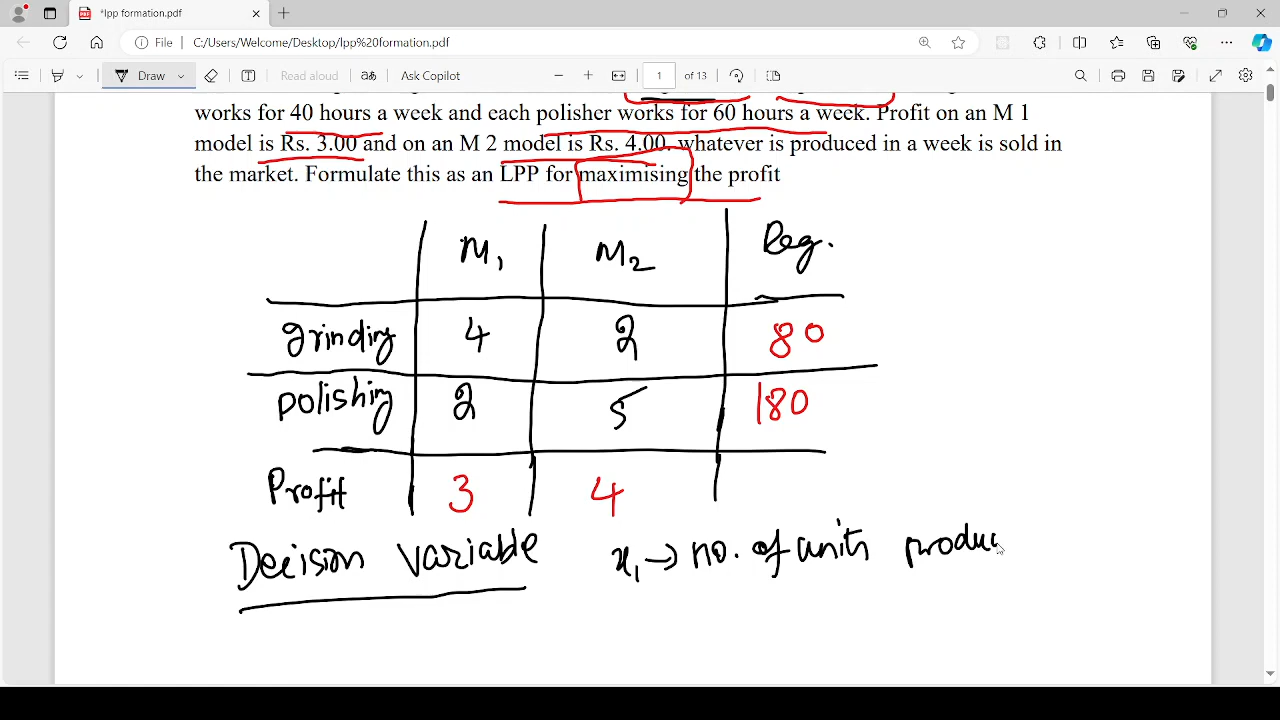 *lpp formation.pdf
File C:/Users/Welcome/Desktop/lpp%20formation.pdf
Draw Read aloud Ask Copilot 1 of 13
works for 40 hours a week and each polisher works for 60 hours a week. Profit on an M 1
model is Rs. 3.00 and on an M 2 model is Rs. 4.00. whatever is produced in a week is sold in
the market. Formulate this as an LPP for maximising the profit
M1 M2 Reg.
grinding 4 2 80
polishing 2 5 180
Profit 3 4
Decision variable x1 → no. of units produc